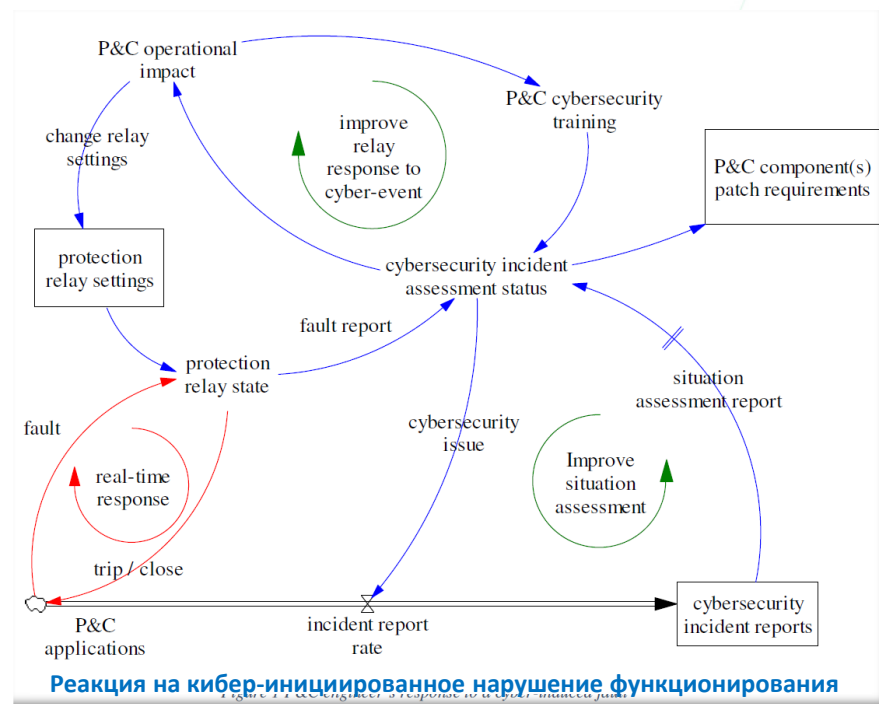 P&C operational
impact
P&C cybersecurity
training
change relay
settings
improve
relay
response to
cyber-event
P&C component(s)
patch requirements
protection
relay settings
cybersecurity incident
assessment status
fault report
protection
relay state
situation
assessment report
fault
cybersecurity
issue
real-time
response
Improve
situation
assessment
trip / close
P&C
applications
incident report
rate
cybersecurity
incident reports
Реакция на кибер-инициированное нарушение функционирования